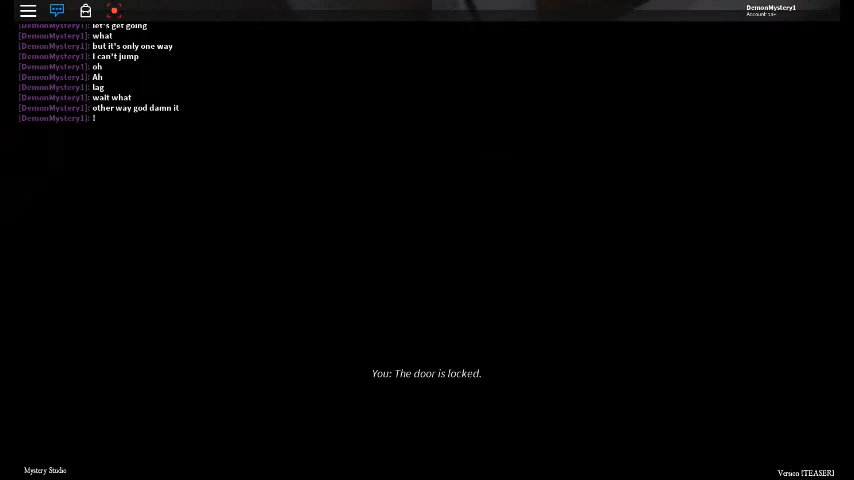 DemonMystery1
Account: 13+
[DemonMystery1]: let's get going
[DemonMystery1]: what
[DemonMystery1]: but it's only one way
[DemonMystery1]: I can't jump
[DemonMystery1]: oh
[DemonMystery1]: Ah
[DemonMystery1]: lag
[DemonMystery1]: wait what
[DemonMystery1]: other way god damn it
[DemonMystery1]: !
You: The door is locked.
Mystery Studio
Version [TEASER]